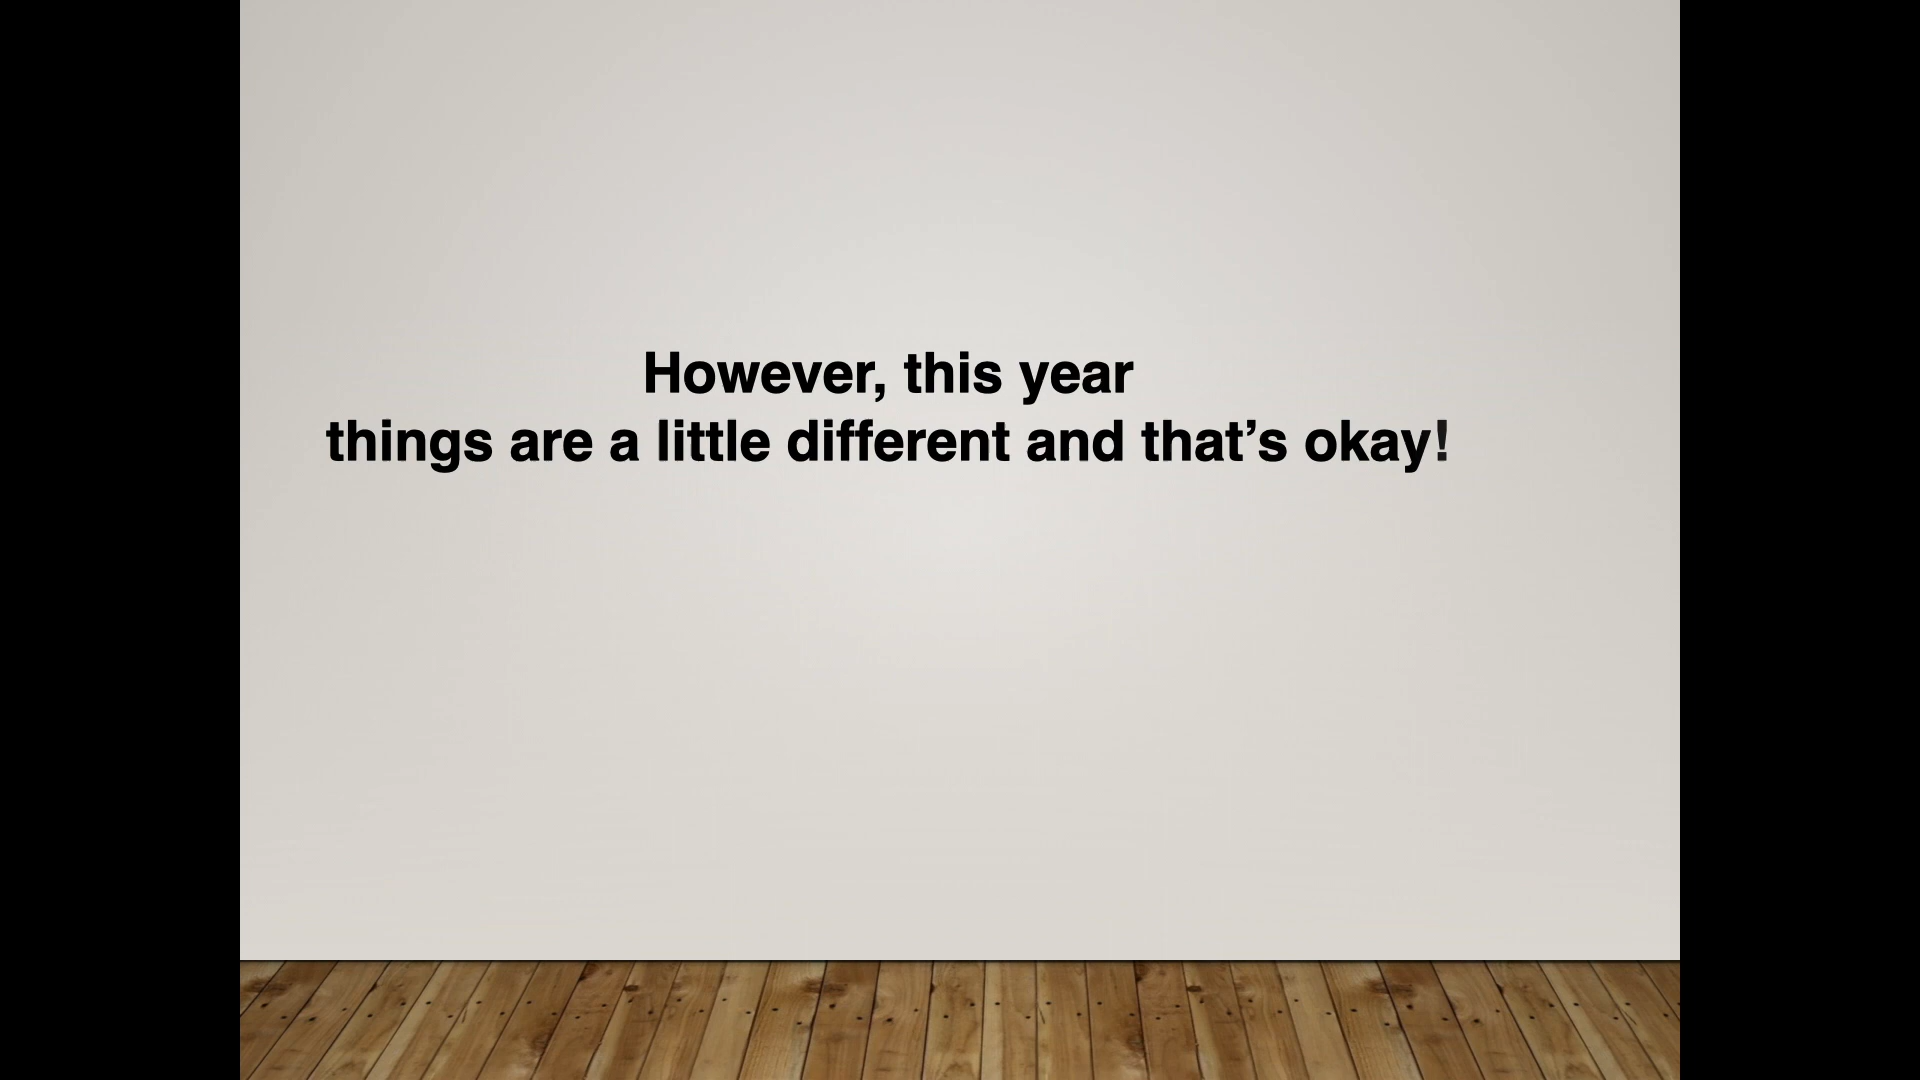 However, this year
things are a little different and that’s okay!